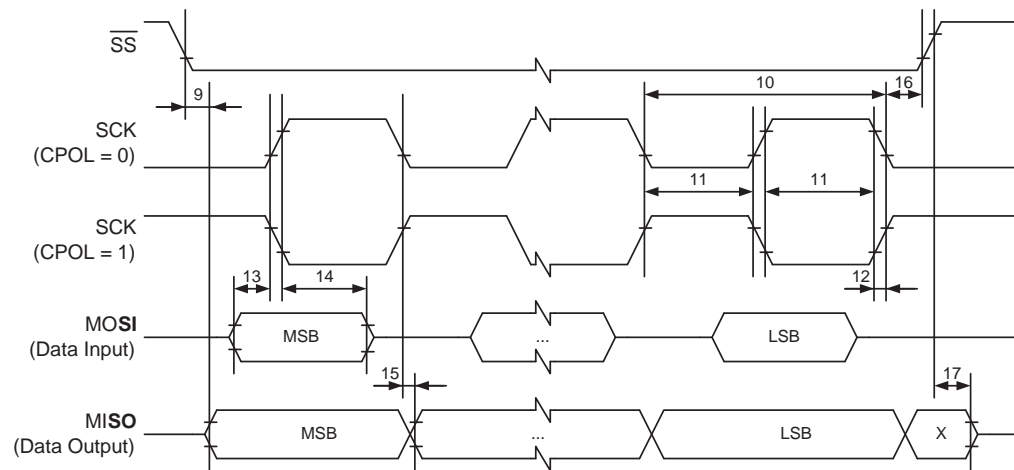 SS
9
10
16
SCK
(CPOL = 0)
11
11
SCK
(CPOL = 1)
13
14
12
MOSI
(Data Input)
MSB
...
LSB
15
17
MISO
(Data Output)
MSB
...
LSB
X